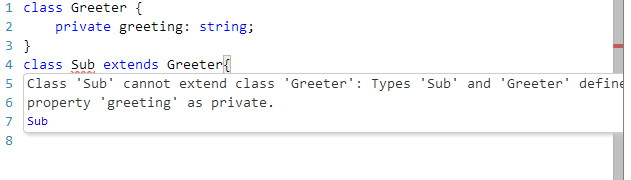 1 class Greeter {
2 private greeting: string;
3 }
4 class Sub extends Greeter{
5 Class 'Sub' cannot extend class 'Greeter': Types 'Sub' and 'Greeter' define
6 property 'greeting' as private.
7 Sub
8